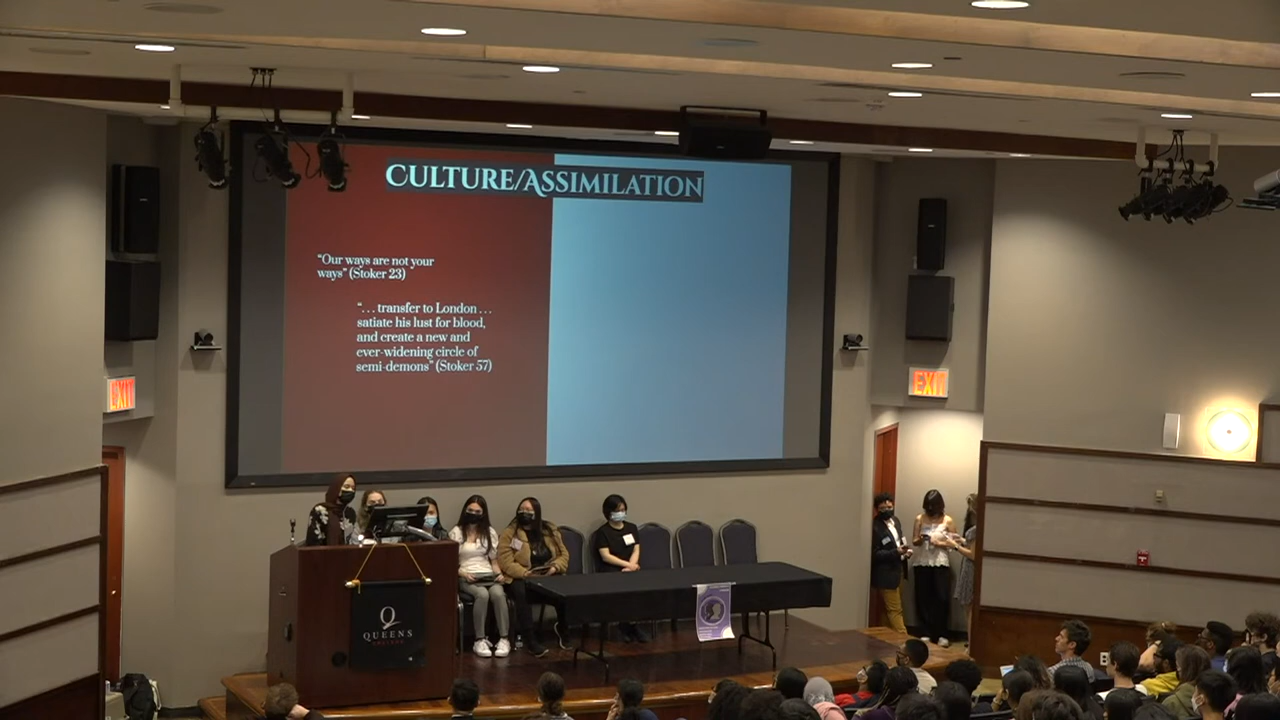 CULTURE/ASSIMILATION
“Our ways are not your
ways” (Stoker 23)
“. . . transfer to London . . .
satiate his lust for blood,
and create a new and
ever-widening circle of
semi-demons” (Stoker 57)
EXIT
EXIT
Q
QUEENS
COLLEGE